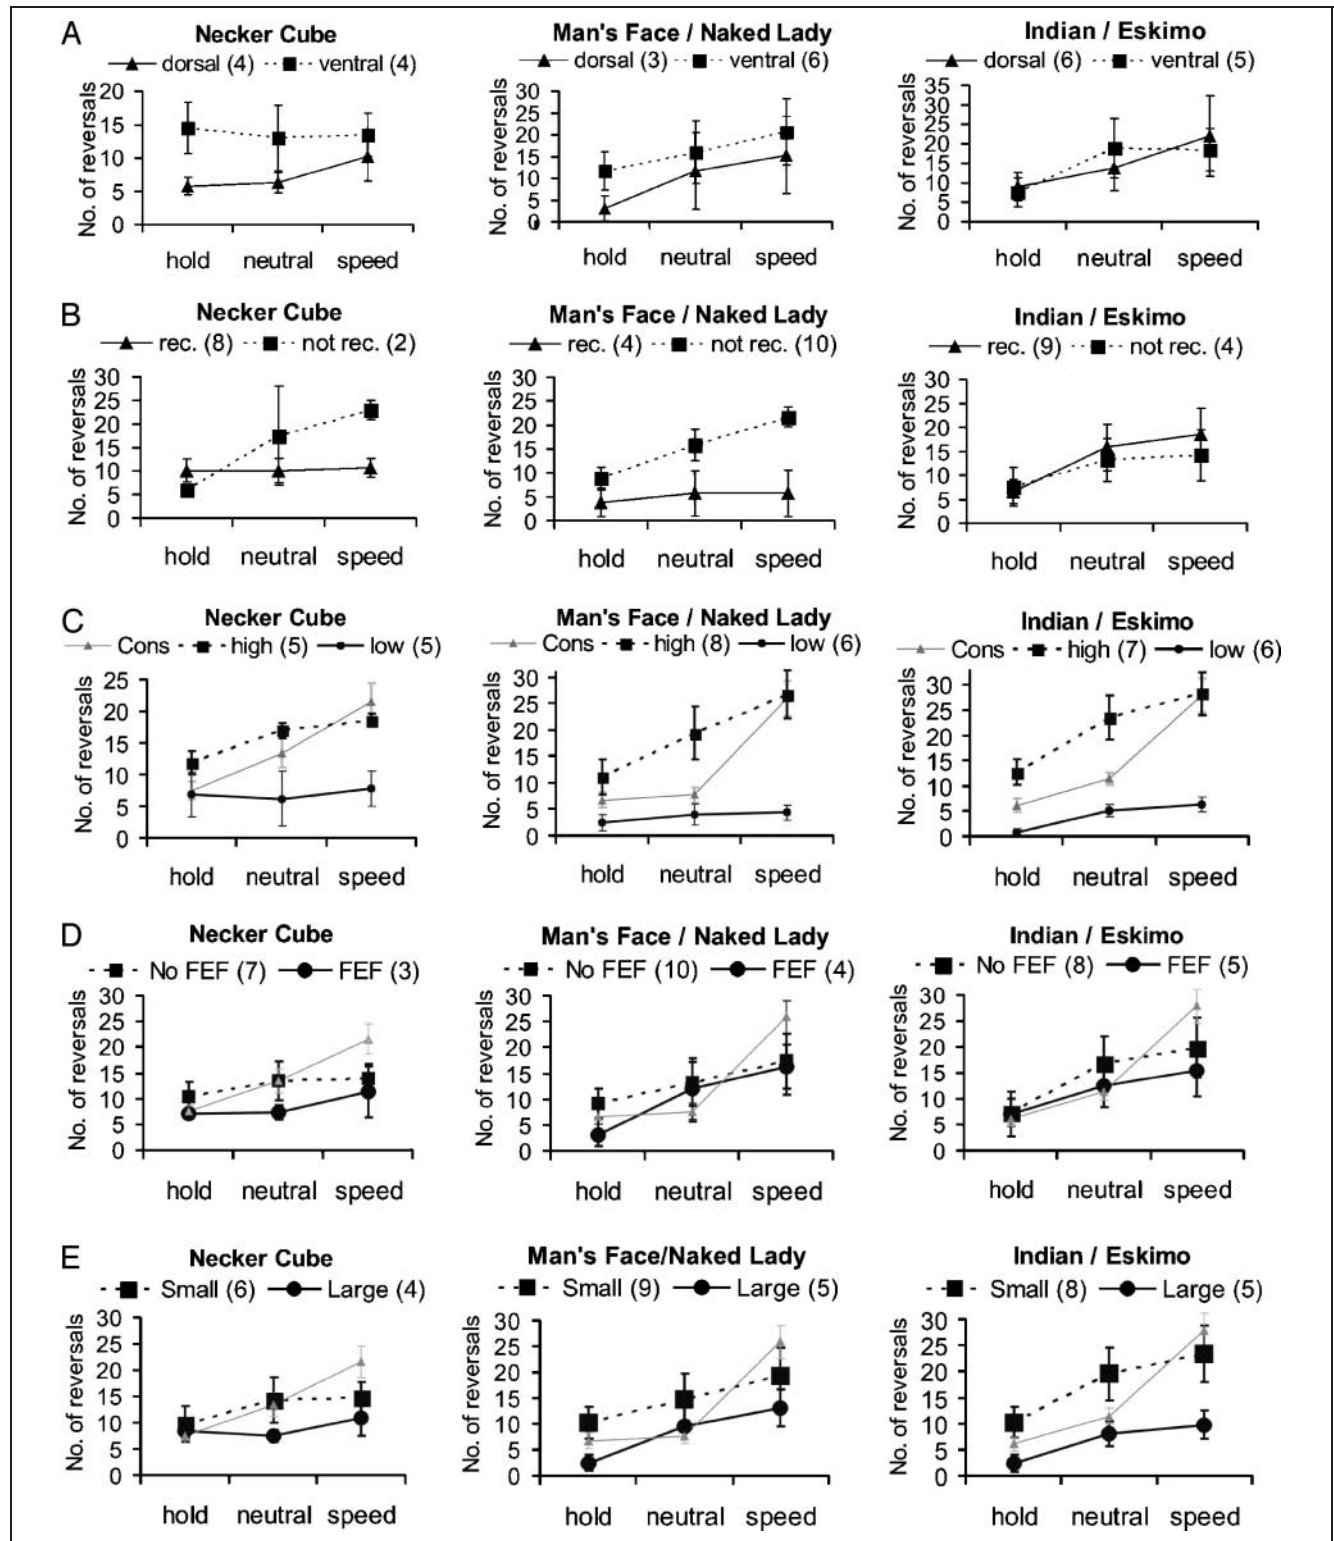 A
Necker Cube
dorsal (4) ventral (4)
No. of reversals
20
15
10
5
0
hold neutral speed
Man's Face / Naked Lady
dorsal (3) ventral (6)
No. of reversals
30
25
20
15
10
5
0
hold neutral speed
Indian / Eskimo
dorsal (6) ventral (5)
No. of reversals
35
30
25
20
15
10
5
0
hold neutral speed
B
Necker Cube
rec. (8) not rec. (2)
No. of reversals
30
25
20
15
10
5
0
hold neutral speed
Man's Face / Naked Lady
rec. (4) not rec. (10)
No. of reversals
30
25
20
15
10
5
0
hold neutral speed
Indian / Eskimo
rec. (9) not rec. (4)
No. of reversals
30
25
20
15
10
5
0
hold neutral speed
C
Necker Cube
Cons high (5) low (5)
No. of reversals
25
20
15
10
5
0
hold neutral speed
Man's Face / Naked Lady
Cons high (8) low (6)
No. of reversals
30
25
20
15
10
5
0
hold neutral speed
Indian / Eskimo
Cons high (7) low (6)
No. of reversals
30
25
20
15
10
5
0
hold neutral speed
D
Necker Cube
No FEF (7) FEF (3)
No. of reversals
30
25
20
15
10
5
0
hold neutral speed
Man's Face / Naked Lady
No FEF (10) FEF (4)
No. of reversals
30
25
20
15
10
5
0
hold neutral speed
Indian / Eskimo
No FEF (8) FEF (5)
No. of reversals
30
25
20
15
10
5
0
hold neutral speed
E
Necker Cube
Small (6) Large (4)
No. of reversals
30
25
20
15
10
5
0
hold neutral speed
Man's Face/Naked Lady
Small (9) Large (5)
No. of reversals
30
25
20
15
10
5
0
hold neutral speed
Indian / Eskimo
Small (8) Large (5)
No. of reversals
30
25
20
15
10
5
0
hold neutral speed